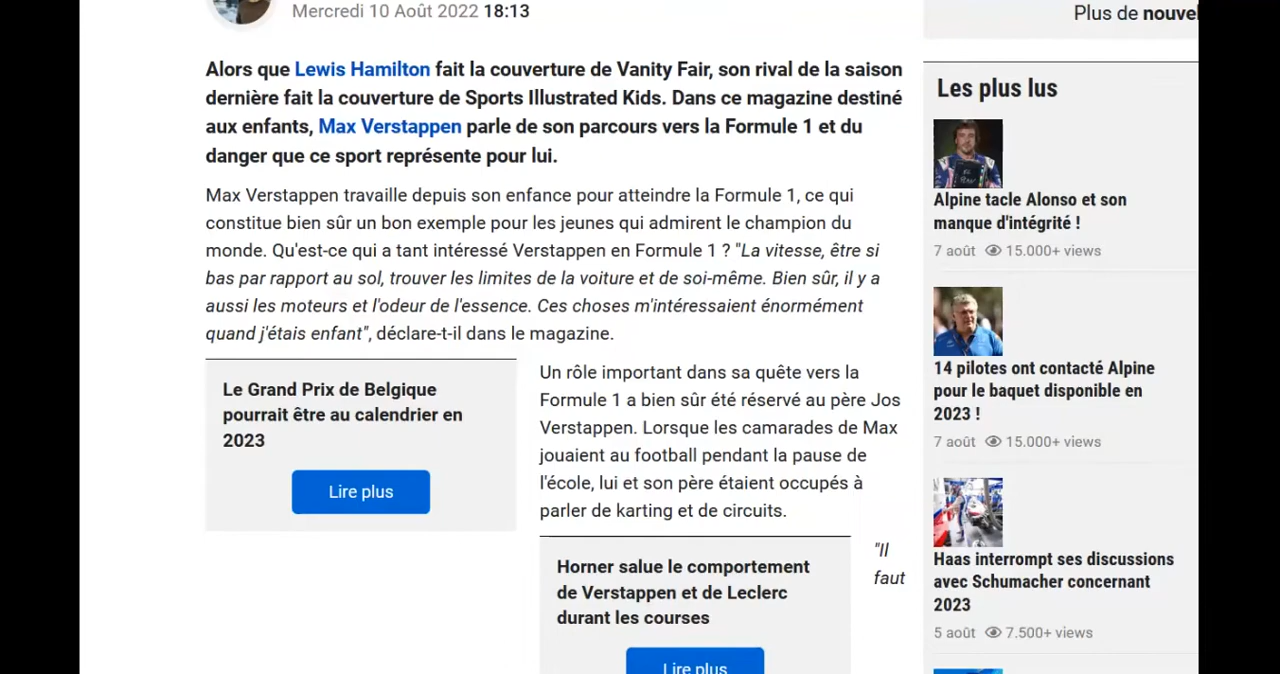 Mercredi 10 Août 2022 18:13
Alors que Lewis Hamilton fait la couverture de Vanity Fair, son rival de la saison
dernière fait la couverture de Sports Illustrated Kids. Dans ce magazine destiné
aux enfants, Max Verstappen parle de son parcours vers la Formule 1 et du
danger que ce sport représente pour lui.
Max Verstappen travaille depuis son enfance pour atteindre la Formule 1, ce qui
constitue bien sûr un bon exemple pour les jeunes qui admirent le champion du
monde. Qu'est-ce qui a tant intéressé Verstappen en Formule 1 ? "La vitesse, être si
bas par rapport au sol, trouver les limites de la voiture et de soi-même. Bien sûr, il y a
aussi les moteurs et l'odeur de l'essence. Ces choses m'intéressaient énormément
quand j'étais enfant", déclare-t-il dans le magazine.
Le Grand Prix de Belgique
pourrait être au calendrier en
2023
Lire plus
Un rôle important dans sa quête vers la
Formule 1 a bien sûr été réservé au père Jos
Verstappen. Lorsque les camarades de Max
jouaient au football pendant la pause de
l'école, lui et son père étaient occupés à
parler de karting et de circuits.
Horner salue le comportement
de Verstappen et de Leclerc
durant les courses
Lire plus
"Il
faut
Plus de nouvel
Les plus lus
Alpine tacle Alonso et son
manque d'intégrité !
7 août 15.000+ views
14 pilotes ont contacté Alpine
pour le baquet disponible en
2023 !
7 août 15.000+ views
Haas interrompt ses discussions
avec Schumacher concernant
2023
5 août 7.500+ views